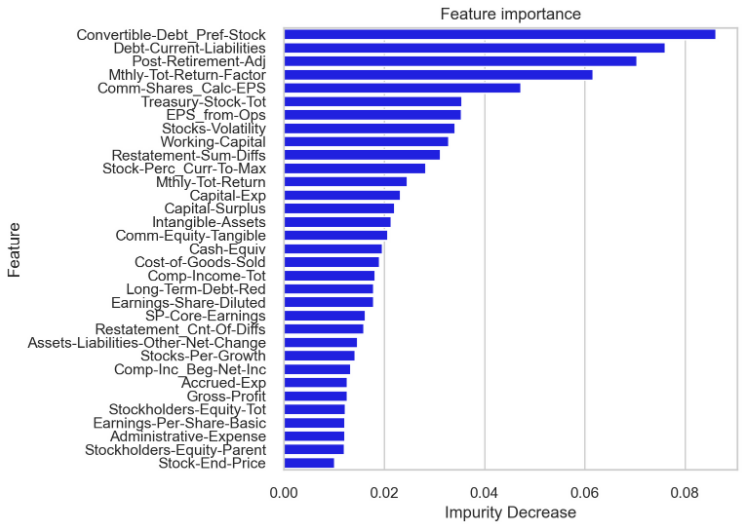 Feature importance
Convertible-Debt_Pref-Stock
Debt-Current-Liabilities
Post-Retirement-Adj
Mthly-Tot-Return-Factor
Comm-Shares_Calc-EPS
Treasury-Stock-Tot
EPS_from-Ops
Stocks-Volatility
Working-Capital
Restatement-Sum-Diffs
Stock-Perc_Curr-To-Max
Mthly-Tot-Return
Capital-Exp
Capital-Surplus
Intangible-Assets
Comm-Equity-Tangible
Cash-Equiv
Cost-of-Goods-Sold
Comp-Income-Tot
Long-Term-Debt-Red
Earnings-Share-Diluted
SP-Core-Earnings
Restatement_Cnt-Of-Diffs
Assets-Liabilities-Other-Net-Change
Stocks-Per-Growth
Comp-Inc_Beg-Net-Inc
Accrued-Exp
Gross-Profit
Stockholders-Equity-Tot
Earnings-Per-Share-Basic
Administrative-Expense
Stockholders-Equity-Parent
Stock-End-Price
Feature
0.00 0.02 0.04 0.06 0.08
Impurity Decrease